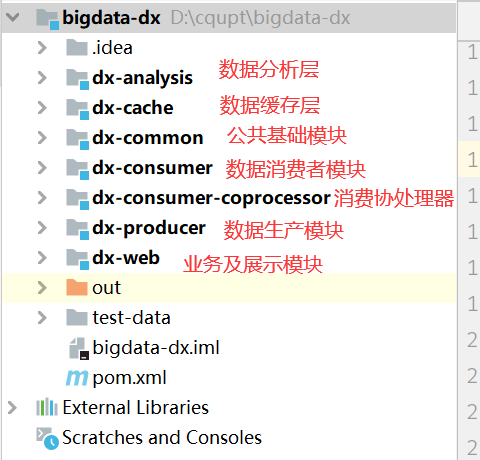 bigdata-dx D:\cqupt\bigdata-dx
.idea
dx-analysis 数据分析层
dx-cache 数据缓存层
dx-common 公共基础模块
dx-consumer 数据消费者模块
dx-consumer-coprocessor 消费协处理器
dx-producer 数据生产模块
dx-web 业务及展示模块
out
test-data
bigdata-dx.iml
m pom.xml
External Libraries
Scratches and Consoles
1
1
1
1
1
1
1
1
2
2
2
2